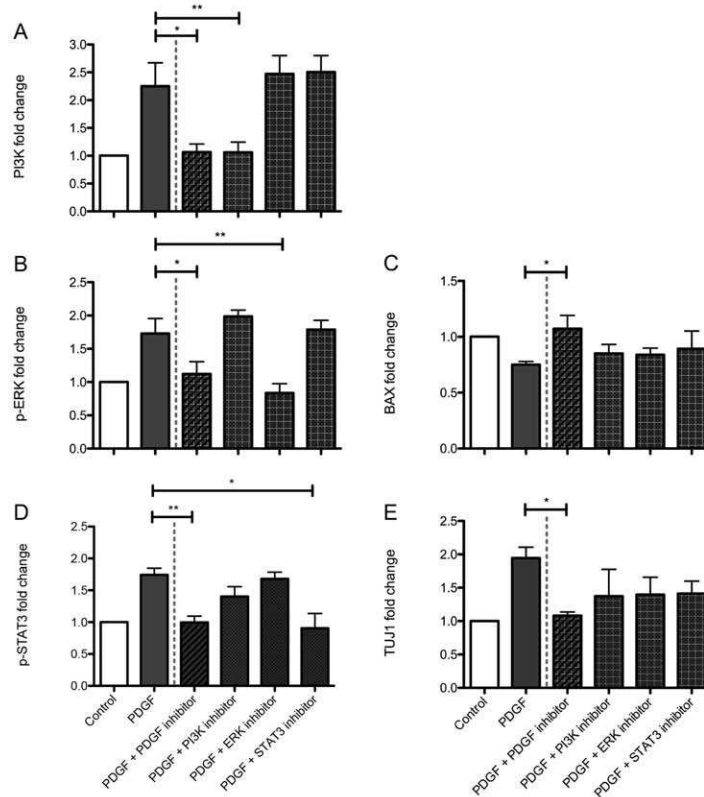 A
**
*
3.0
2.5
2.0
1.5
1.0
0.5
0.0
PI3K fold change
B
**
*
2.0
1.5
1.0
0.5
0.0
p-ERK fold change
C
*
1.5
1.0
0.5
0.0
BAX fold change
D
*
**
2.5
2.0
1.5
1.0
0.5
0.0
p-STAT3 fold change
Control
PDGF
PDGF + PDGF inhibitor
PDGF + PI3K inhibitor
PDGF + ERK inhibitor
PDGF + STAT3 inhibitor
E
*
2.5
2.0
1.5
1.0
0.5
0.0
TUJ1 fold change
Control
PDGF
PDGF + PDGF inhibitor
PDGF + PI3K inhibitor
PDGF + ERK inhibitor
PDGF + STAT3 inhibitor